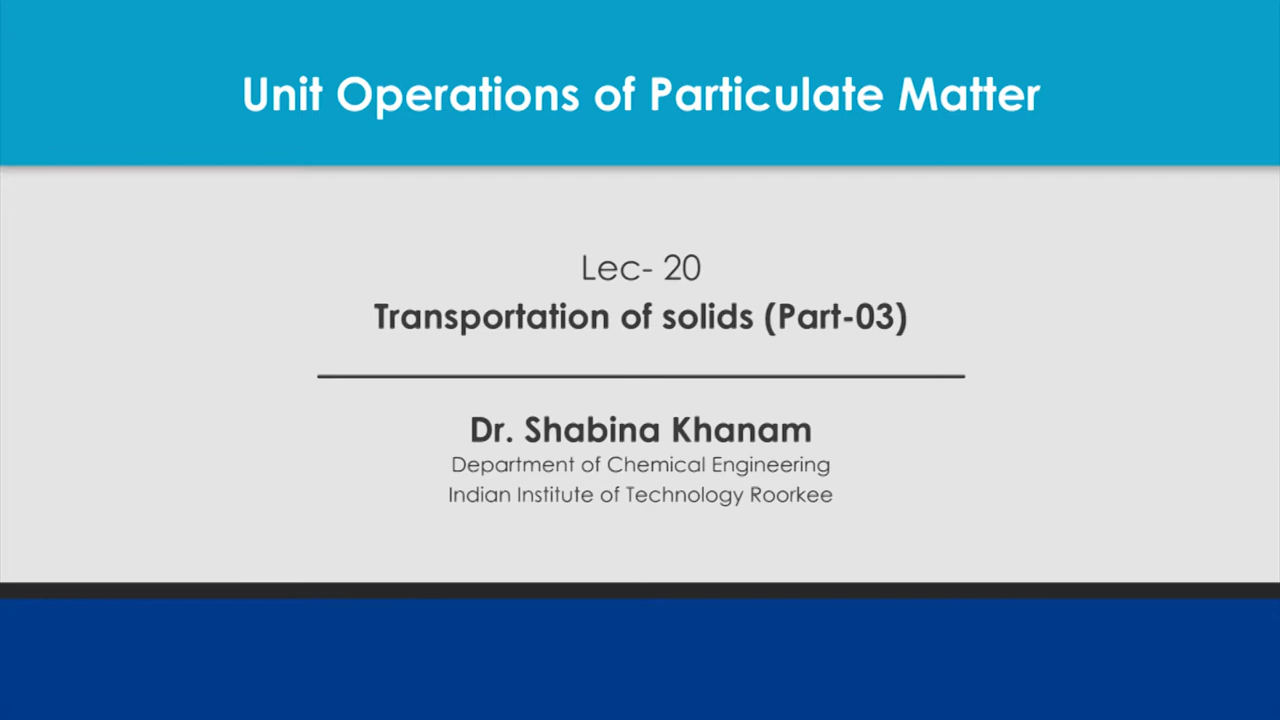 Unit Operations of Particulate Matter
Lec- 20
Transportation of solids (Part-03)
Dr. Shabina Khanam
Department of Chemical Engineering
Indian Institute of Technology Roorkee